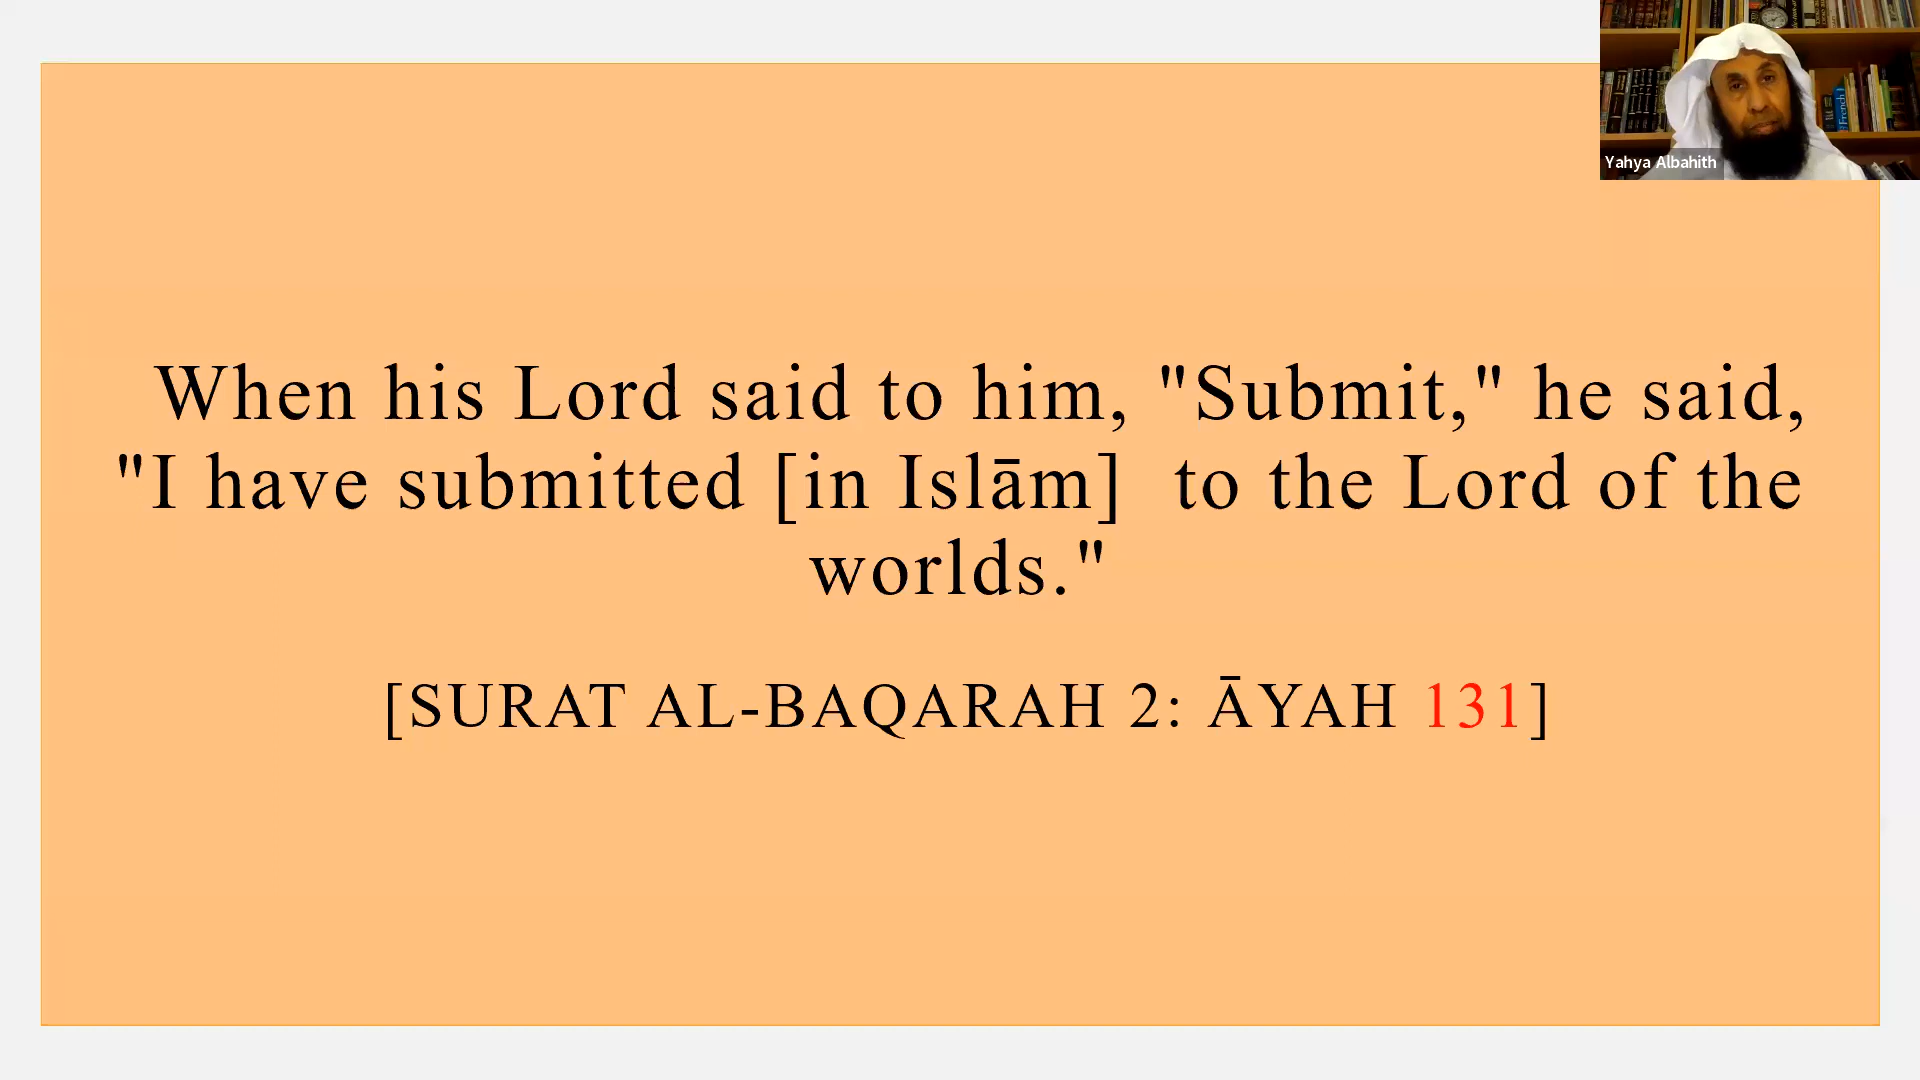 Yahya Albahith
French
When his Lord said to him, "Submit," he said,
"I have submitted [in Islām] to the Lord of the
worlds."
[SURAT AL-BAQARAH 2: ĀYAH 131]